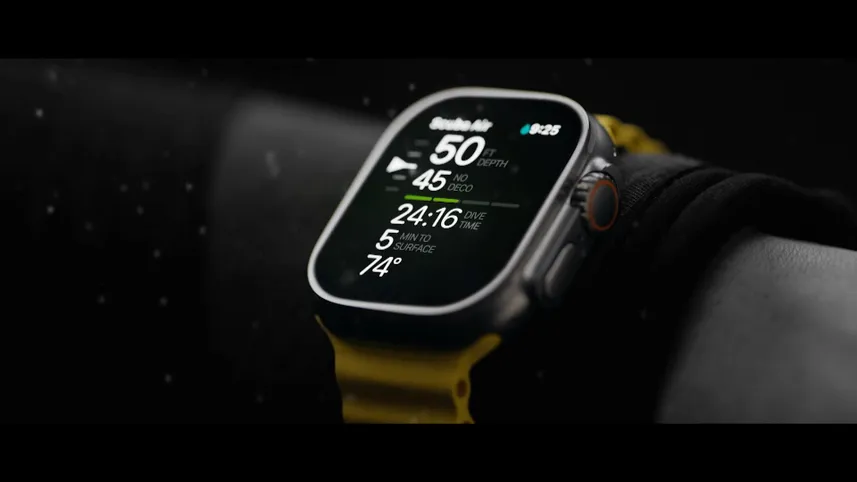 Scuba Air 9:25
50 FT DEPTH
45 NO DECO
24:16 DIVE TIME
5 MIN TO SURFACE
74°